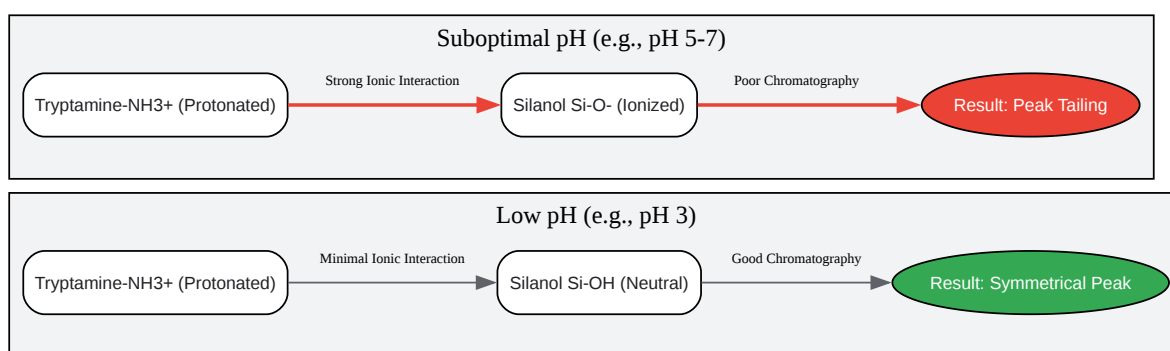 Suboptimal pH (e.g., pH 5-7)
Tryptamine-NH3+ (Protonated)
Strong Ionic Interaction
Silanol Si-O- (Ionized)
Poor Chromatography
Result: Peak Tailing
Low pH (e.g., pH 3)
Tryptamine-NH3+ (Protonated)
Minimal Ionic Interaction
Silanol Si-OH (Neutral)
Good Chromatography
Result: Symmetrical Peak